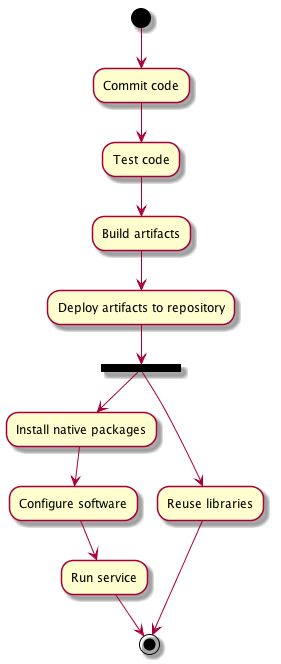 Commit code
Test code
Build artifacts
Deploy artifacts to repository
Install native packages
Configure software
Reuse libraries
Run service